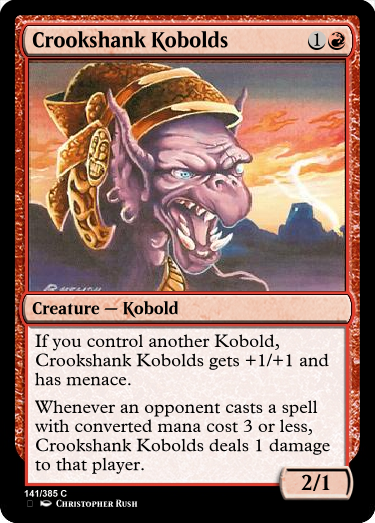 Crookshank Kobolds 1
Creature — Kobold
If you control another Kobold,
Crookshank Kobolds gets +1/+1 and
has menace.
Whenever an opponent casts a spell
with converted mana cost 3 or less,
Crookshank Kobolds deals 1 damage
to that player.
2/1
141/385 C
Christopher Rush